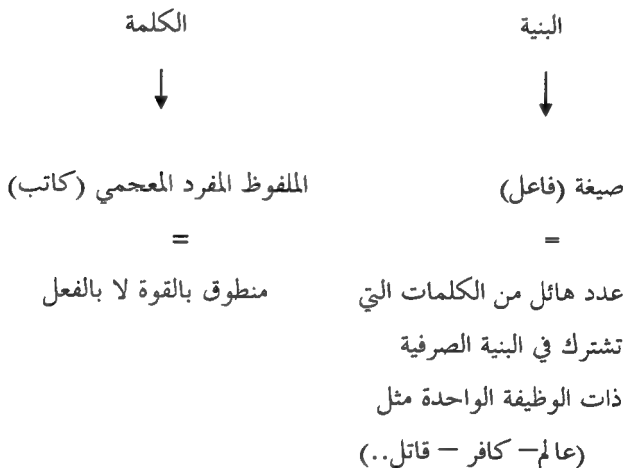 البنية
الكلمة
صيغة (فاعل)
الملفوظ المفرد المعجمي (كاتب)
=
=
عدد هائل من الكلمات التي
منطوق بالقوة لا بالفعل
تشترك في البنية الصرفية
ذات الوظيفة الواحدة مثل
(عالم– كافر – قاتل..)